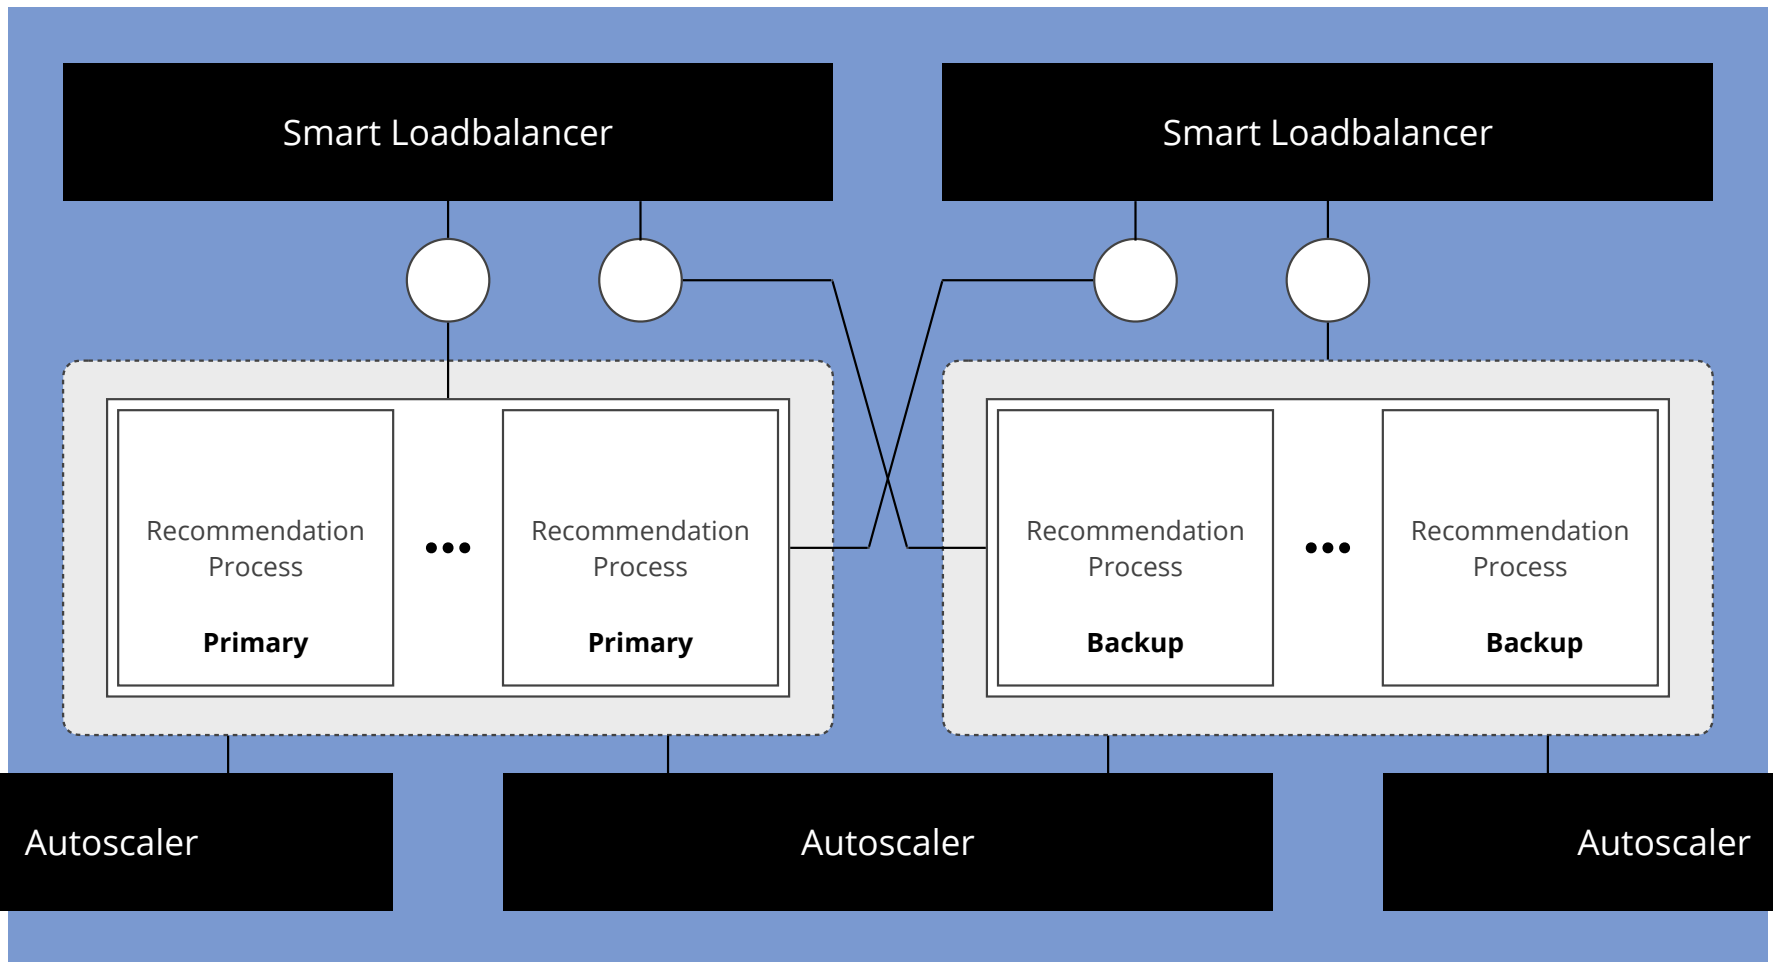 Smart Loadbalancer
Smart Loadbalancer
Recommendation
Process
Primary
Recommendation
Process
Primary
Recommendation
Process
Backup
Recommendation
Process
Backup
Autoscaler
Autoscaler
Autoscaler